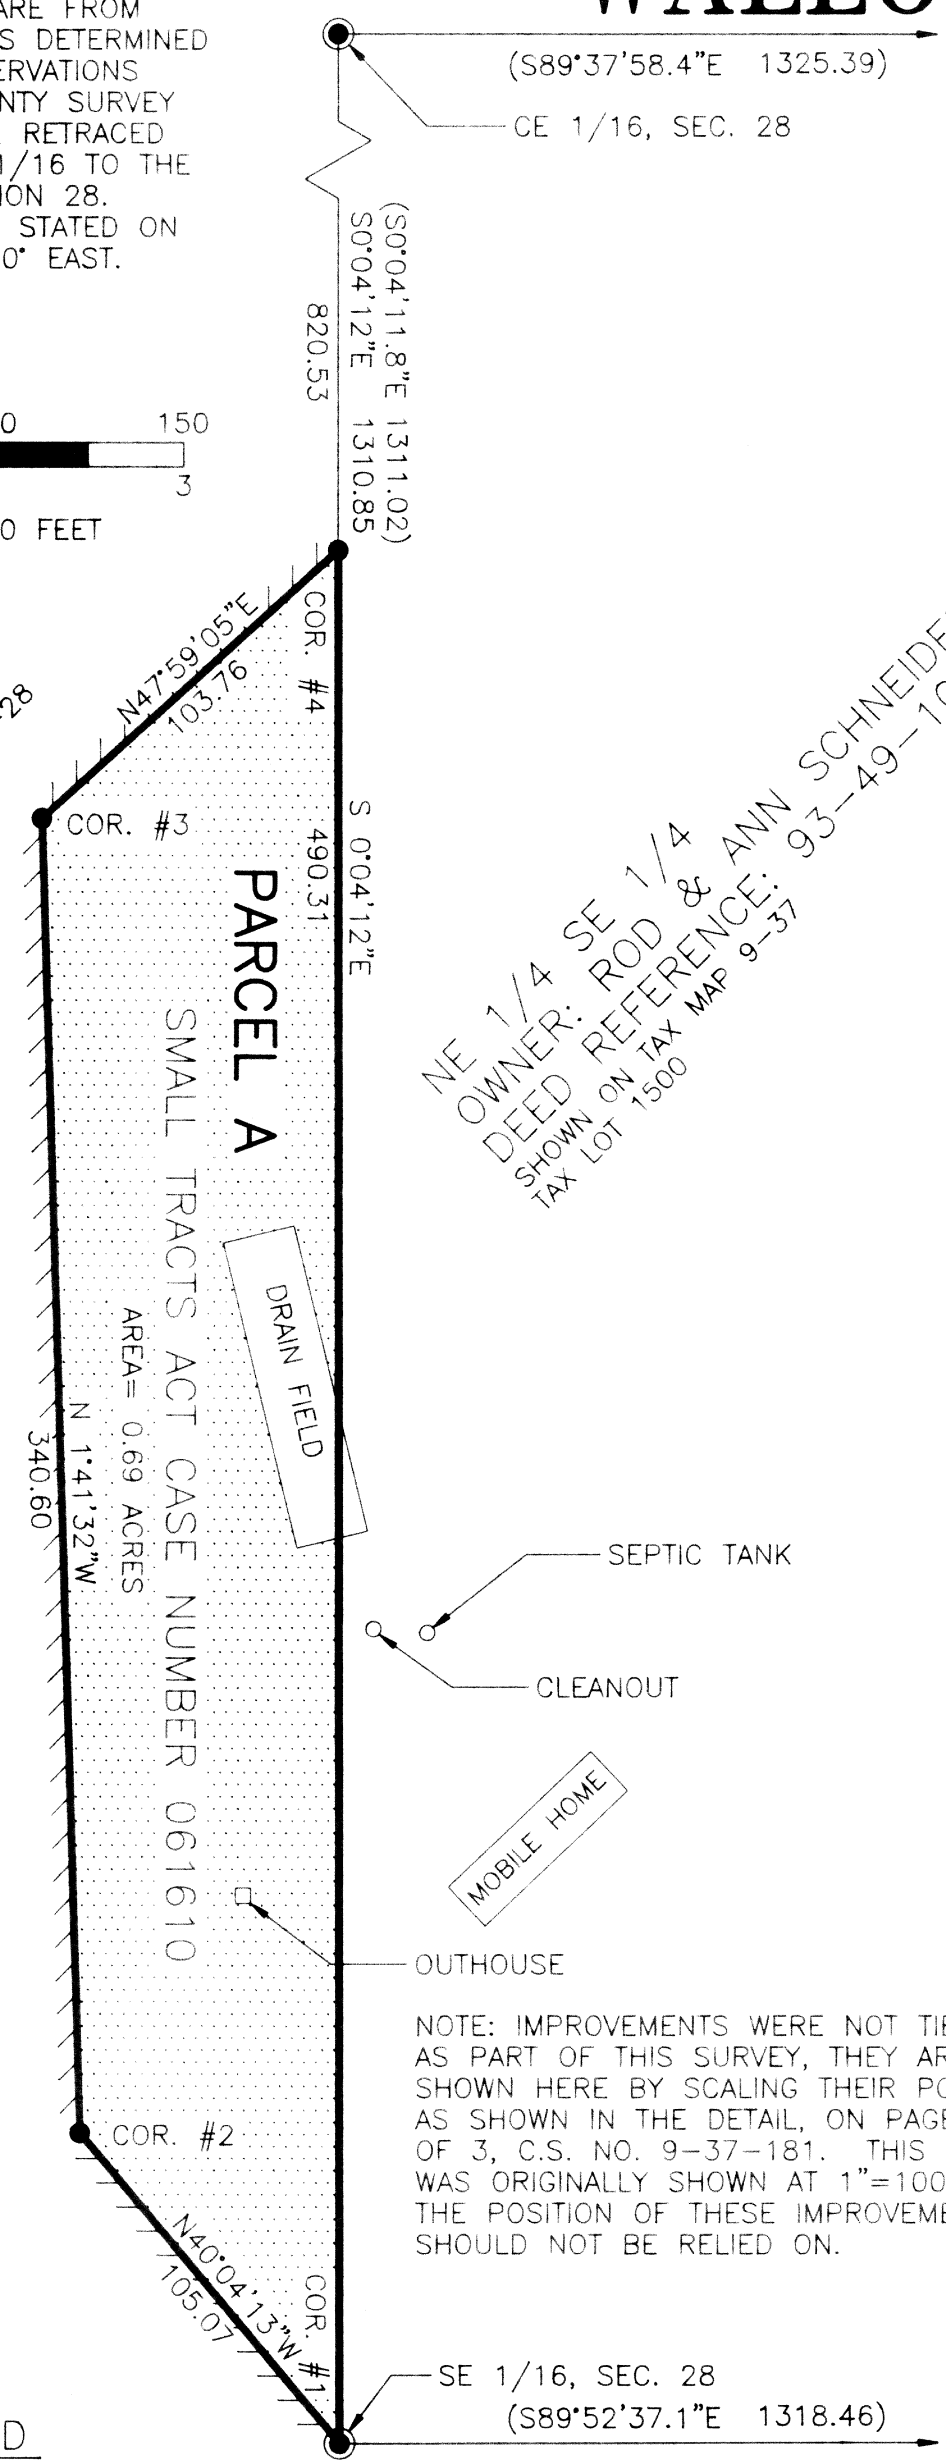 ARE FROM
S DETERMINED
ERVATIONS
NTY SURVEY
RETRACED
1/16 TO THE
ION 28.
STATED ON
0° EAST.
(S89°37'58.4"E 1325.39)
CE 1/16, SEC. 28
(S0°04'11.8"E 1311.02)
S0°04'12"E 1310.85
820.53
0 150
3
0 FEET
28
N47°59'05"E
103.76
COR. #4
COR. #3
S 0°04'12"E
490.31
PARCEL A
SMALL TRACTS ACT CASE NUMBER 061610
AREA= 0.69 ACRES
NE 1/4 SE 1/4
OWNER: ROD & ANN SCHNEIDE
DEED REFERENCE: 93-49-10
SHOWN ON TAX MAP 9-37
TAX LOT 1500
DRAIN FIELD
N 1°41'32"W
340.60
SEPTIC TANK
CLEANOUT
MOBILE HOME
OUTHOUSE
NOTE: IMPROVEMENTS WERE NOT TIE
AS PART OF THIS SURVEY, THEY AR
SHOWN HERE BY SCALING THEIR PO
AS SHOWN IN THE DETAIL, ON PAGE
OF 3, C.S. NO. 9-37-181. THIS
WAS ORIGINALLY SHOWN AT 1"=100
THE POSITION OF THESE IMPROVEME
SHOULD NOT BE RELIED ON.
COR. #2
N40°04'13"W
105.07
COR. #1
SE 1/16, SEC. 28
(S89°52'37.1"E 1318.46)
D